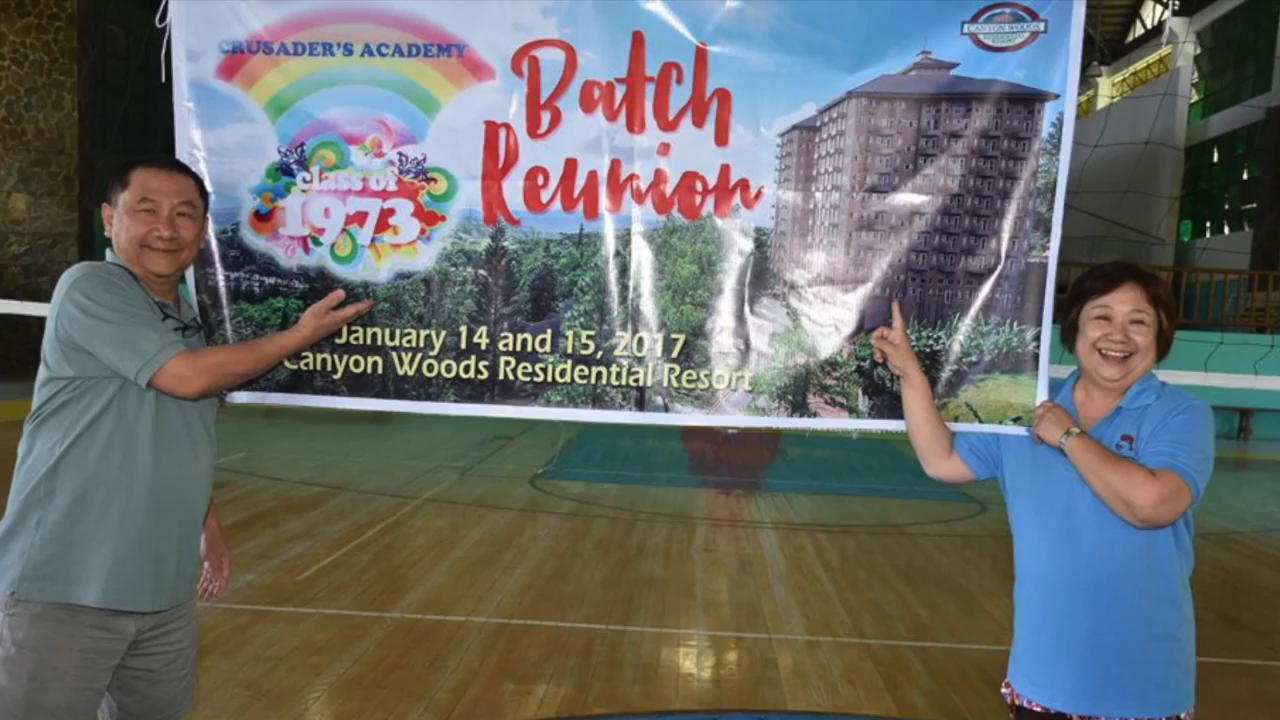 CRUSADER'S ACADEMY
class of
1973
Batch
Reunion
CANYON WOODS
January 14 and 15, 2017
Canyon Woods Residential Resort